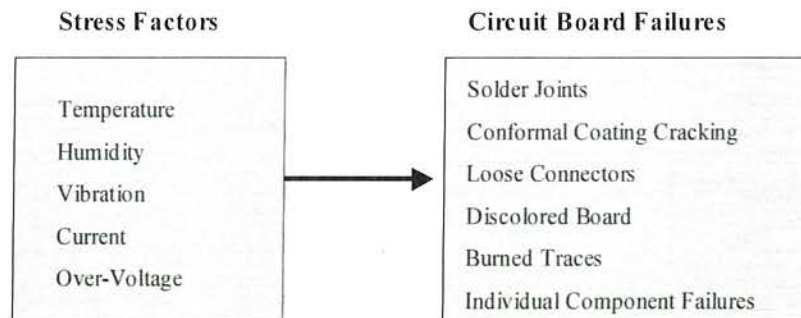 Stress Factors
Circuit Board Failures
Temperature
Humidity
Vibration
Current
Over-Voltage
Solder Joints
Conformal Coating Cracking
Loose Connectors
Discolored Board
Burned Traces
Individual Component Failures